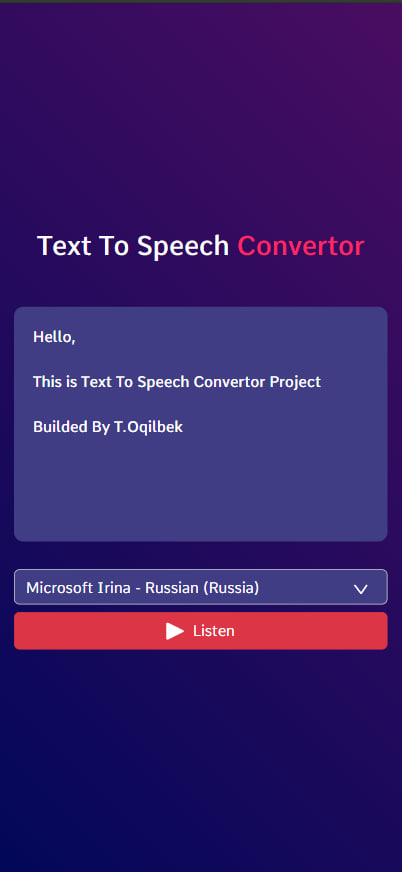 Text To Speech Convertor
Hello,
This is Text To Speech Convertor Project
Builded By T.Oqilbek
Microsoft Irina - Russian (Russia)
Listen